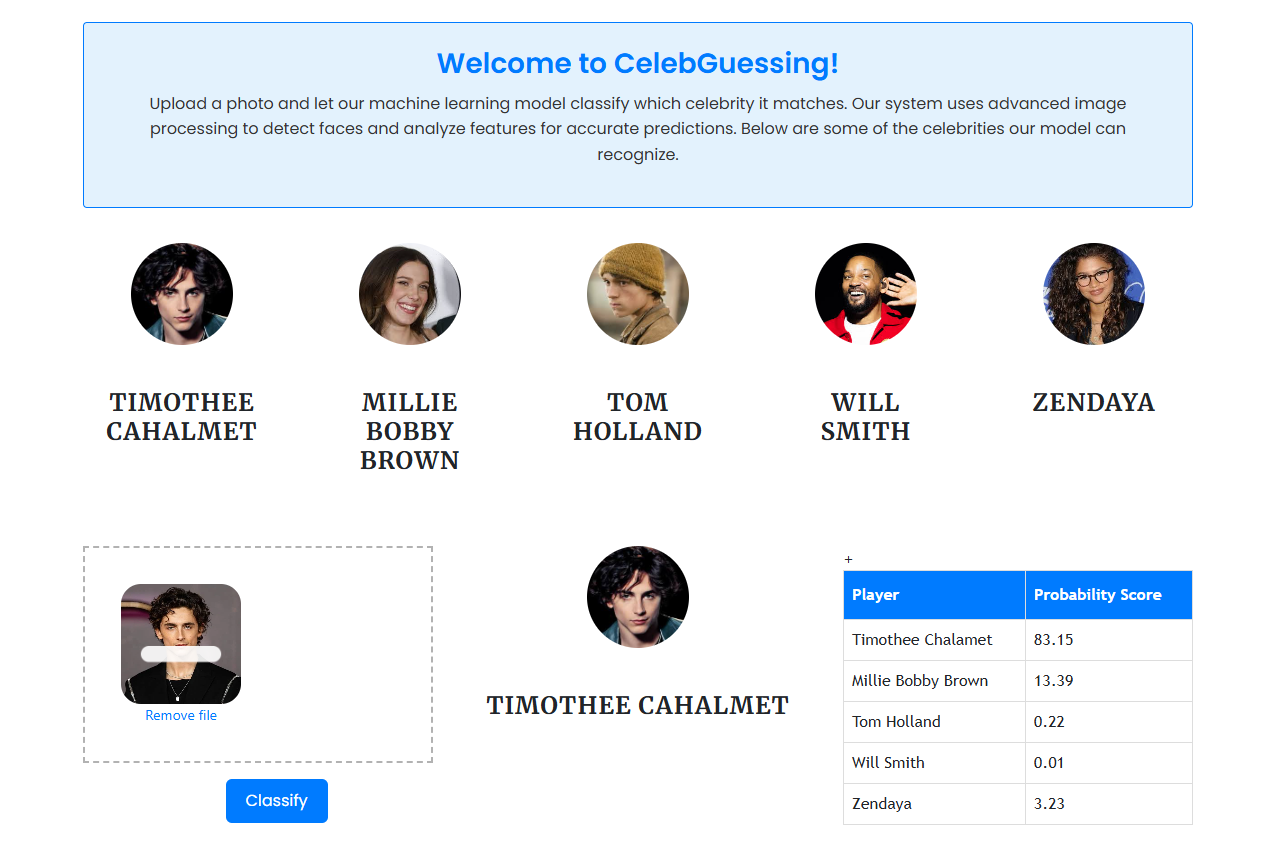 Welcome to CelebGuessing!
Upload a photo and let our machine learning model classify which celebrity it matches. Our system uses advanced image
processing to detect faces and analyze features for accurate predictions. Below are some of the celebrities our model can
recognize.
TIMOTHEE
CAHALMET
MILLIE
BOBBY
BROWN
TOM
HOLLAND
WILL
SMITH
ZENDAYA
Remove file
Classify
TIMOTHEE CAHALMET
+
Player Probability Score
Timothee Chalamet 83.15
Millie Bobby Brown 13.39
Tom Holland 0.22
Will Smith 0.01
Zendaya 3.23